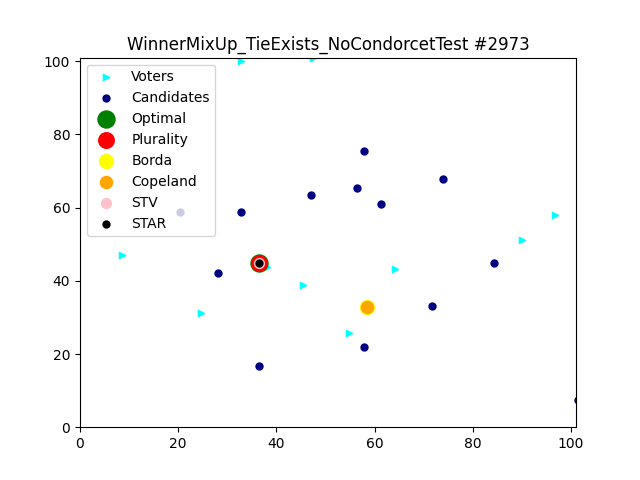 WinnerMixUp_TieExists_NoCondorcetTest #2973
100
80
60
40
20
0
Voters
Candidates
Optimal
Plurality
Borda
Copeland
STV
STAR
0 20 40 60 80 100